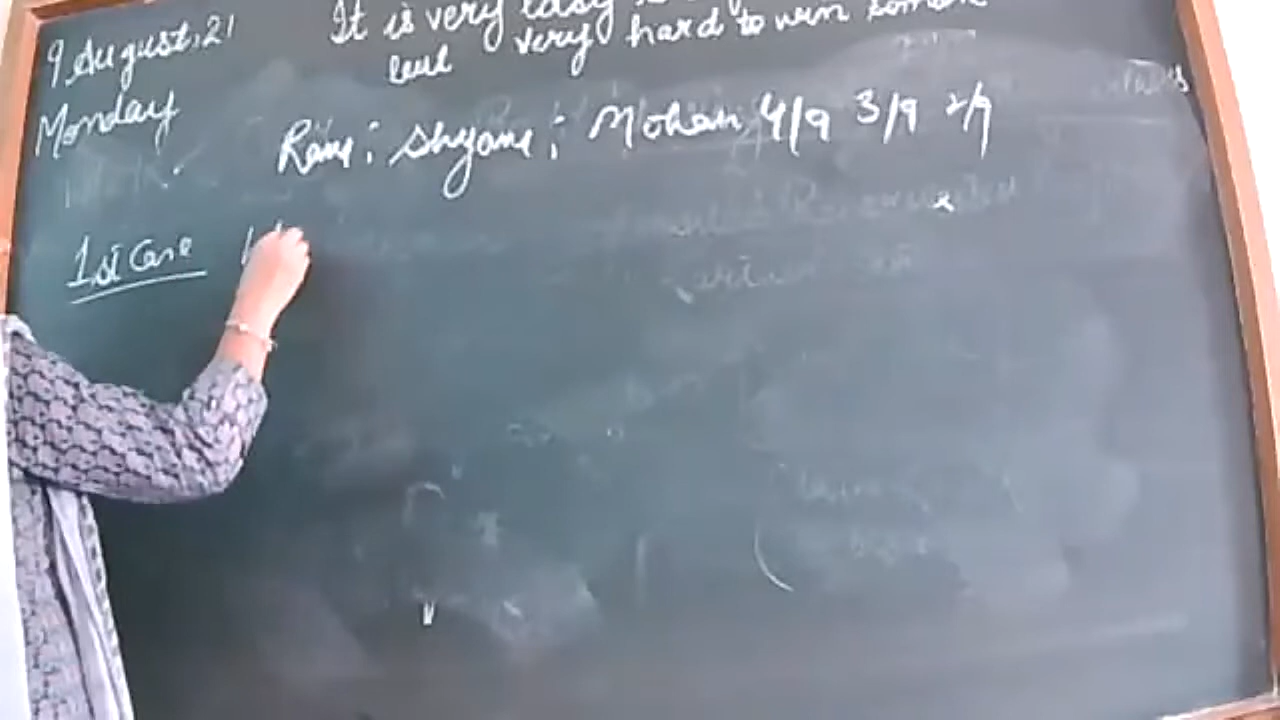 9 August, 21
Monday
It is very easy
but very hard to win
Ram ; Shyam ; Mohan 4/9 3/9 2/9
1st Case